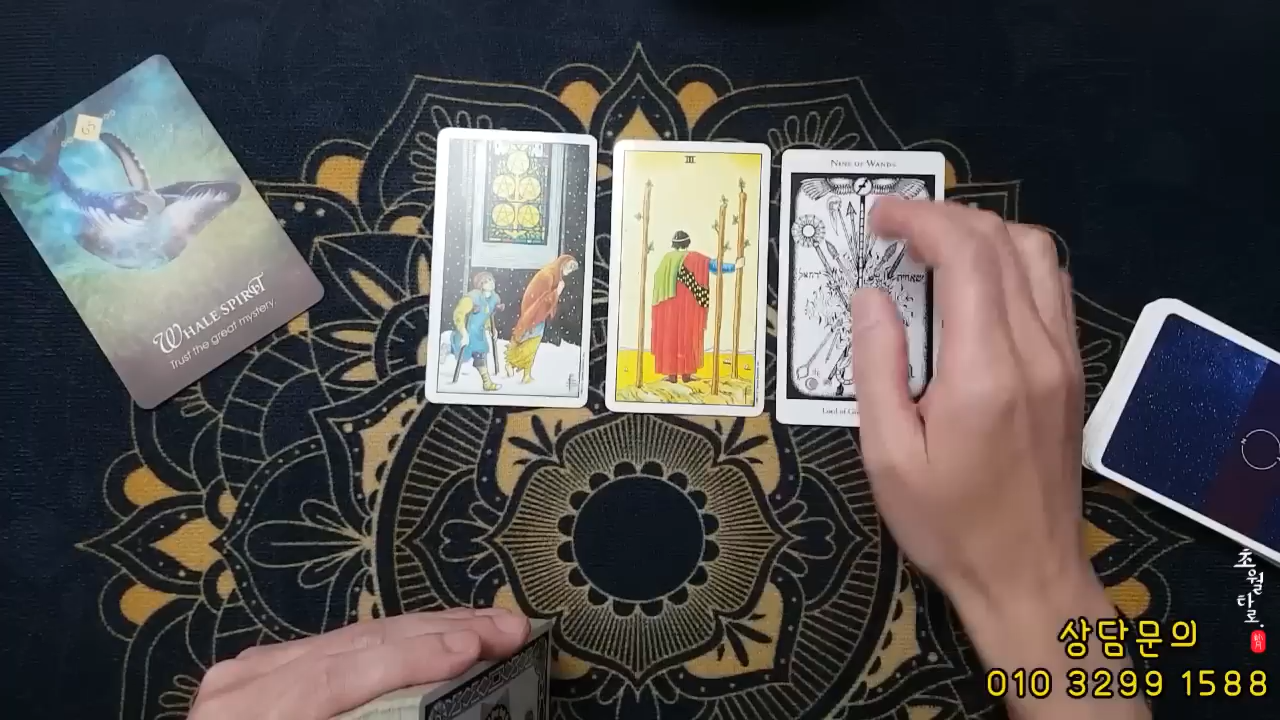 WHALE SPIRIT
Trust the great mystery.
III
NINE OF WANDS
Lord of
초월
타로.
상담문의
010 3299 1588